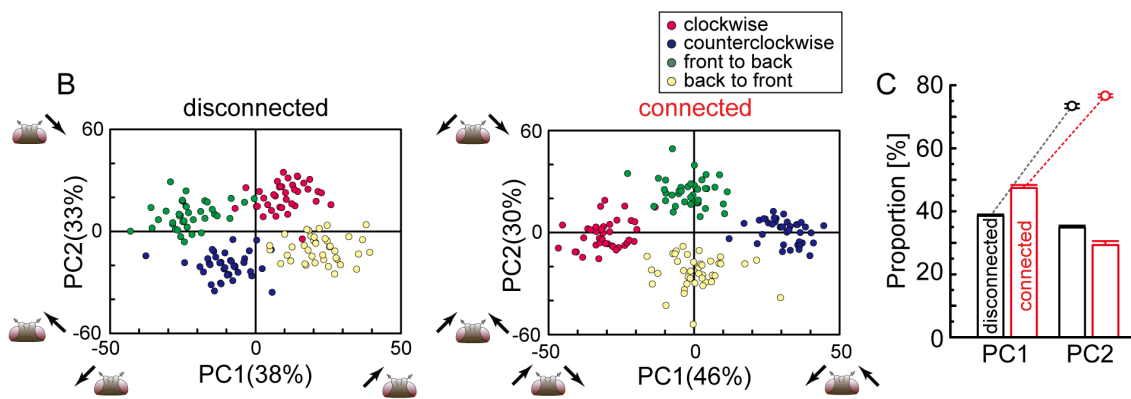 clockwise
counterclockwise
front to back
back to front
B
disconnected
connected
C
60
0
-60
PC2(33%)
-50
0
50
PC1(38%)
60
0
-60
PC2(30%)
-50
0
50
PC1(46%)
80
60
40
20
0
Proportion [%]
disconnected
connected
PC1
PC2